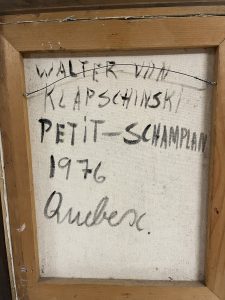 WALTER VON
KLAPSCHINSKI
PETIT-SCHAMPLAN
1976
Quebec.